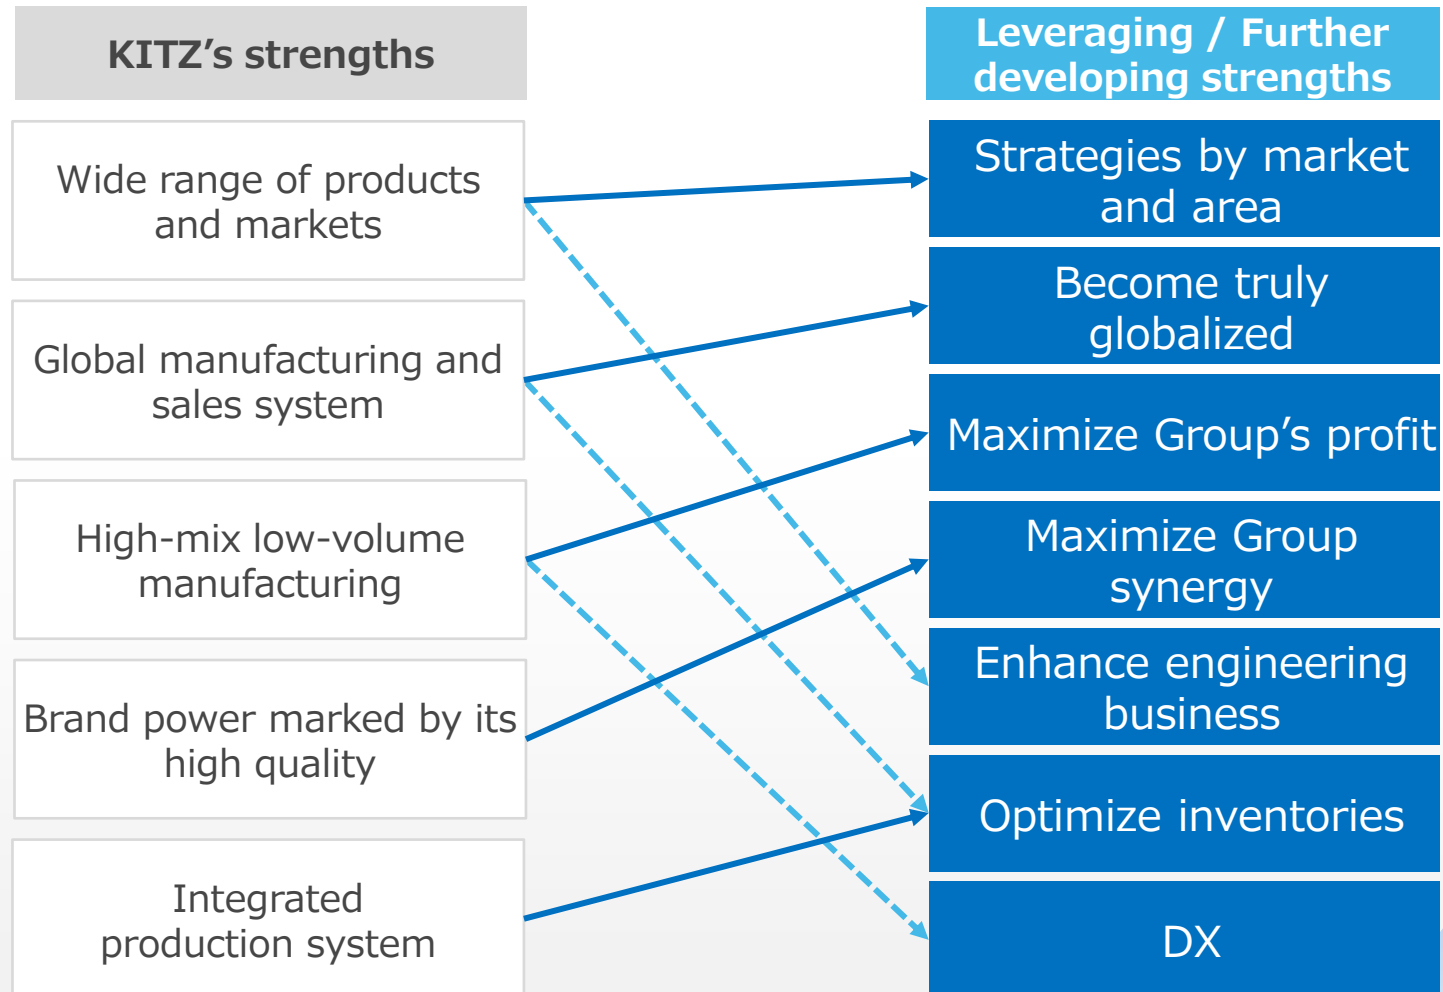 KITZ’s strengths
Wide range of products
and markets
Global manufacturing and
sales system
High-mix low-volume
manufacturing
Brand power marked by its
high quality
Integrated
production system
Leveraging / Further
developing strengths
Strategies by market
and area
Become truly
globalized
Maximize Group’s profit
Maximize Group
synergy
Enhance engineering
business
Optimize inventories
DX